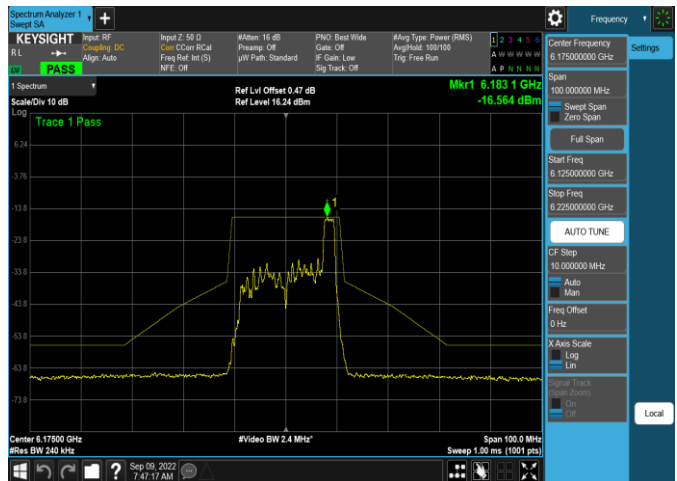 Spectrum Analyzer 1
Swept SA
+
Frequency
KEYSIGHT
RL
LW
PASS
Input: RF
Coupling: DC
Align: Auto
Input Z: 50 Ω
Corr CCorr RCal
Freq Ref: Int (S)
NFE: Off
#Atten: 16 dB
Preamp: Off
µW Path: Standard
PNO: Best Wide
Gate: Off
IF Gain: Low
Sig Track: Off
#Avg Type: Power (RMS)
Avg|Hold: 100/100
Trig: Free Run
1 2 3 4 5 6
A W W W W W
A P N N N N
1 Spectrum
Scale/Div 10 dB
Log
Ref Lvl Offset 0.47 dB
Ref Level 16.24 dBm
Mkr1 6.183 1 GHz
-16.564 dBm
Trace 1 Pass
6.24
-3.76
-13.8
-23.8
-33.8
-43.8
-53.8
-63.8
-73.8
1
Center 6.17500 GHz
#Res BW 240 kHz
#Video BW 2.4 MHz*
Span 100.0 MHz
Sweep 1.00 ms (1001 pts)
Center Frequency
6.175000000 GHz
Settings
Span
100.000000 MHz
Swept Span
Zero Span
Full Span
Start Freq
6.125000000 GHz
Stop Freq
6.225000000 GHz
AUTO TUNE
CF Step
10.000000 MHz
Auto
Man
Freq Offset
0 Hz
X Axis Scale
Log
Lin
Signal Track
(Span Zoom)
On
Off
Local
?
Sep 09, 2022
7:47:17 AM